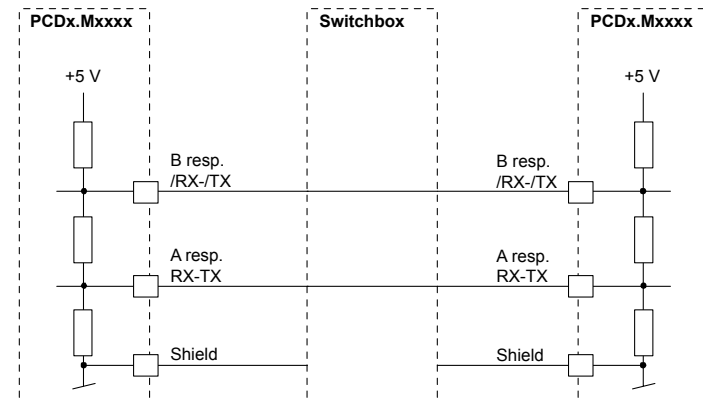 PCDx.Mxxxx
Switchbox
PCDx.Mxxxx
+5 V
+5 V
B resp.
/RX-/TX
B resp.
/RX-/TX
A resp.
RX-TX
A resp.
RX-TX
Shield
Shield